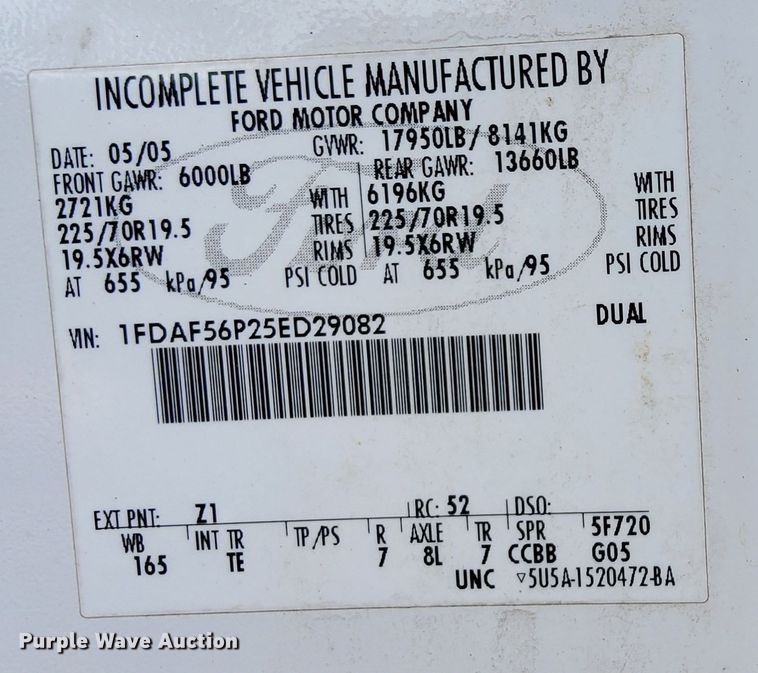 INCOMPLETE VEHICLE MANUFACTURED BY
FORD MOTOR COMPANY
DATE: 05/05 GVWR: 17950LB/ 8141KG
FRONT GAWR: 6000LB REAR GAWR: 13660LB
2721KG WITH 6196KG WITH
225/70R19.5 TIRES 225/70R19.5 TIRES
19.5X6RW RIMS 19.5X6RW RIMS
AT 655 kPa/95 PSI COLD AT 655 kPa/95 PSI COLD
VIN: 1FDAF56P25ED29082 DUAL
EXT PNT: Z1 RC: 52 DSO:
WB INT TR TP/PS R AXLE TR SPR 5F720
165 TE 7 8L 7 CCBB G05
UNC ▽5U5A-1520472-BA
Purple Wave Auction